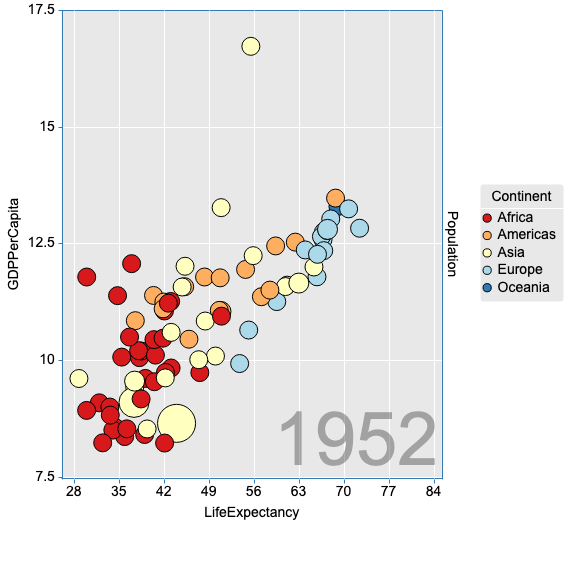 17.5
15
12.5
10
7.5
GDPPerCapita
28 35 42 49 56 63 70 77 84
LifeExpectancy
1952
Population
Continent
Africa
Americas
Asia
Europe
Oceania